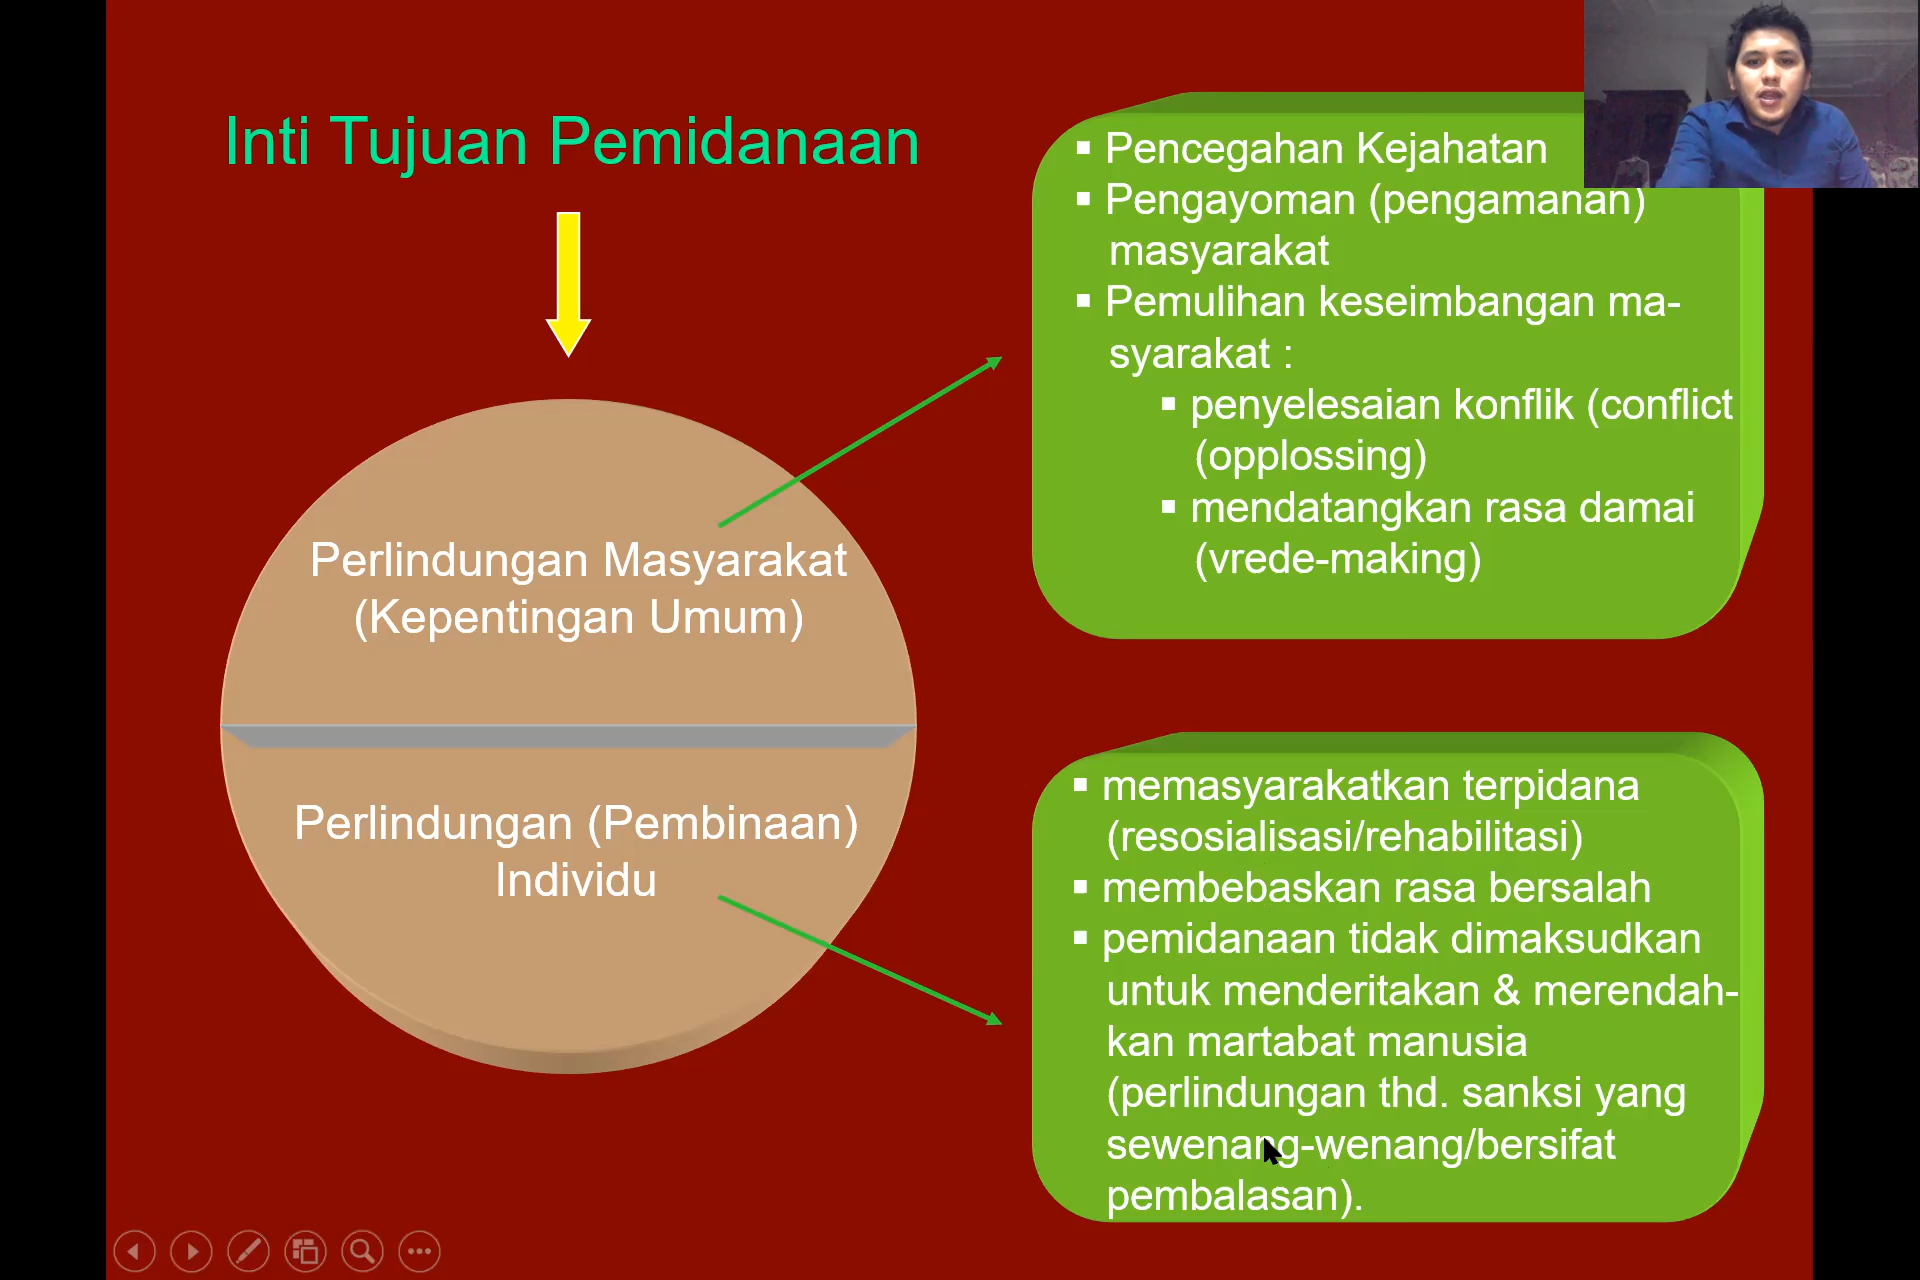 Inti Tujuan Pemidanaan
Perlindungan Masyarakat
(Kepentingan Umum)
Perlindungan (Pembinaan)
Individu
▪ Pencegahan Kejahatan
▪ Pengayoman (pengamanan)
masyarakat
▪ Pemulihan keseimbangan ma-
syarakat :
▪ penyelesaian konflik (conflict
(opplossing)
▪ mendatangkan rasa damai
(vrede-making)
▪ memasyarakatkan terpidana
(resosialisasi/rehabilitasi)
▪ membebaskan rasa bersalah
▪ pemidanaan tidak dimaksudkan
untuk menderitakan & merendah-
kan martabat manusia
(perlindungan thd. sanksi yang
sewenang-wenang/bersifat
pembalasan).